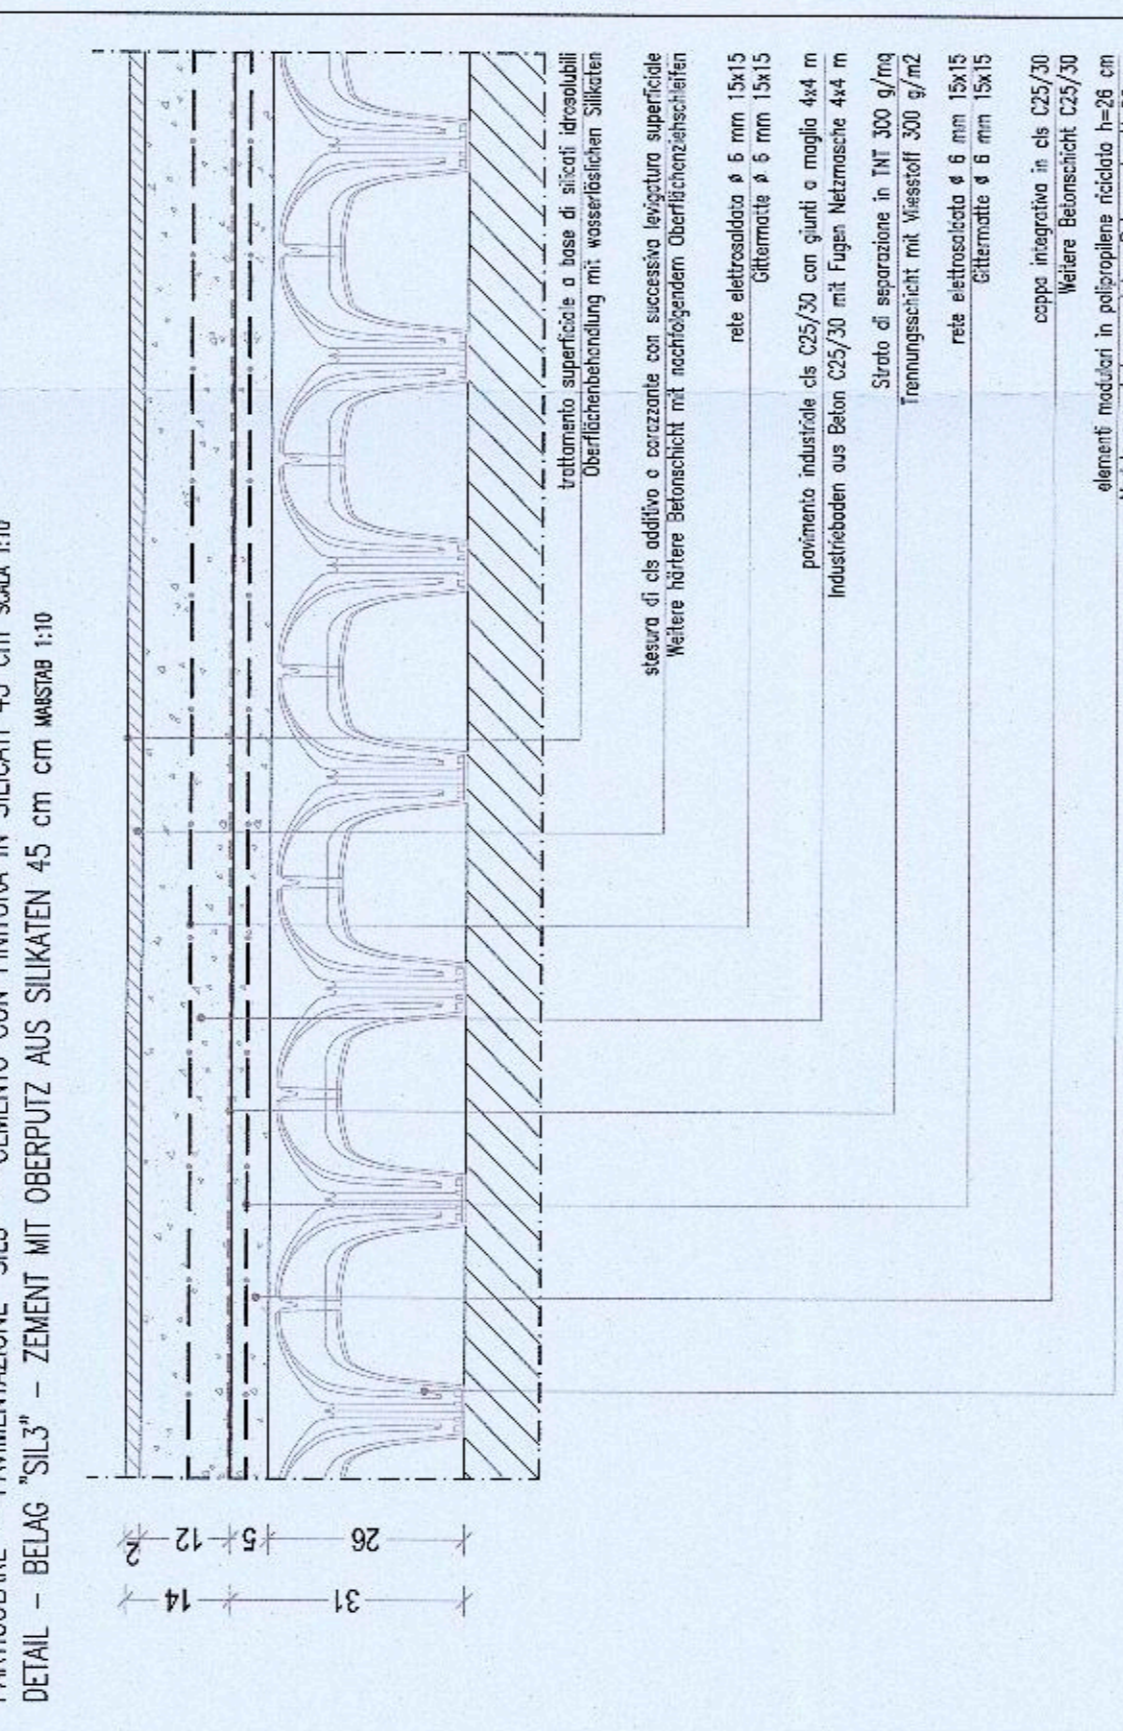 DETAIL – BELAG "SIL3" – ZEMENT MIT OBERPUTZ AUS SILIKATEN 45 cm cm MABSTAB 1:10
2
12
5
26
14
31
trattamento superficiale a base di silicati idrosolubili
Oberflächenbehandlung mit wasserlöslichen Silikaten
stesura di cls additivo a corazzante con successiva levigatura superficiale
Weitere härtere Betonschicht mit nachfolgendem Oberflächenziehschleifen
rete elettrosaldata ø 6 mm 15x15
Gittermatte ø 6 mm 15x15
pavimento industriale cls C25/30 con giunti a maglia 4x4 m
Industrieboden aus Beton C25/30 mit Fugen Netzmasche 4x4 m
Strato di separazione in TNT 300 g/mq
Trennungsschicht mit Vliesstoff 300 g/m2
rete elettrosaldata ø 6 mm 15x15
Gittermatte ø 6 mm 15x15
cappa integrativa in cls C25/30
Weitere Betonschicht C25/30
elementi modulari in polipropilene riciclato h=26 cm